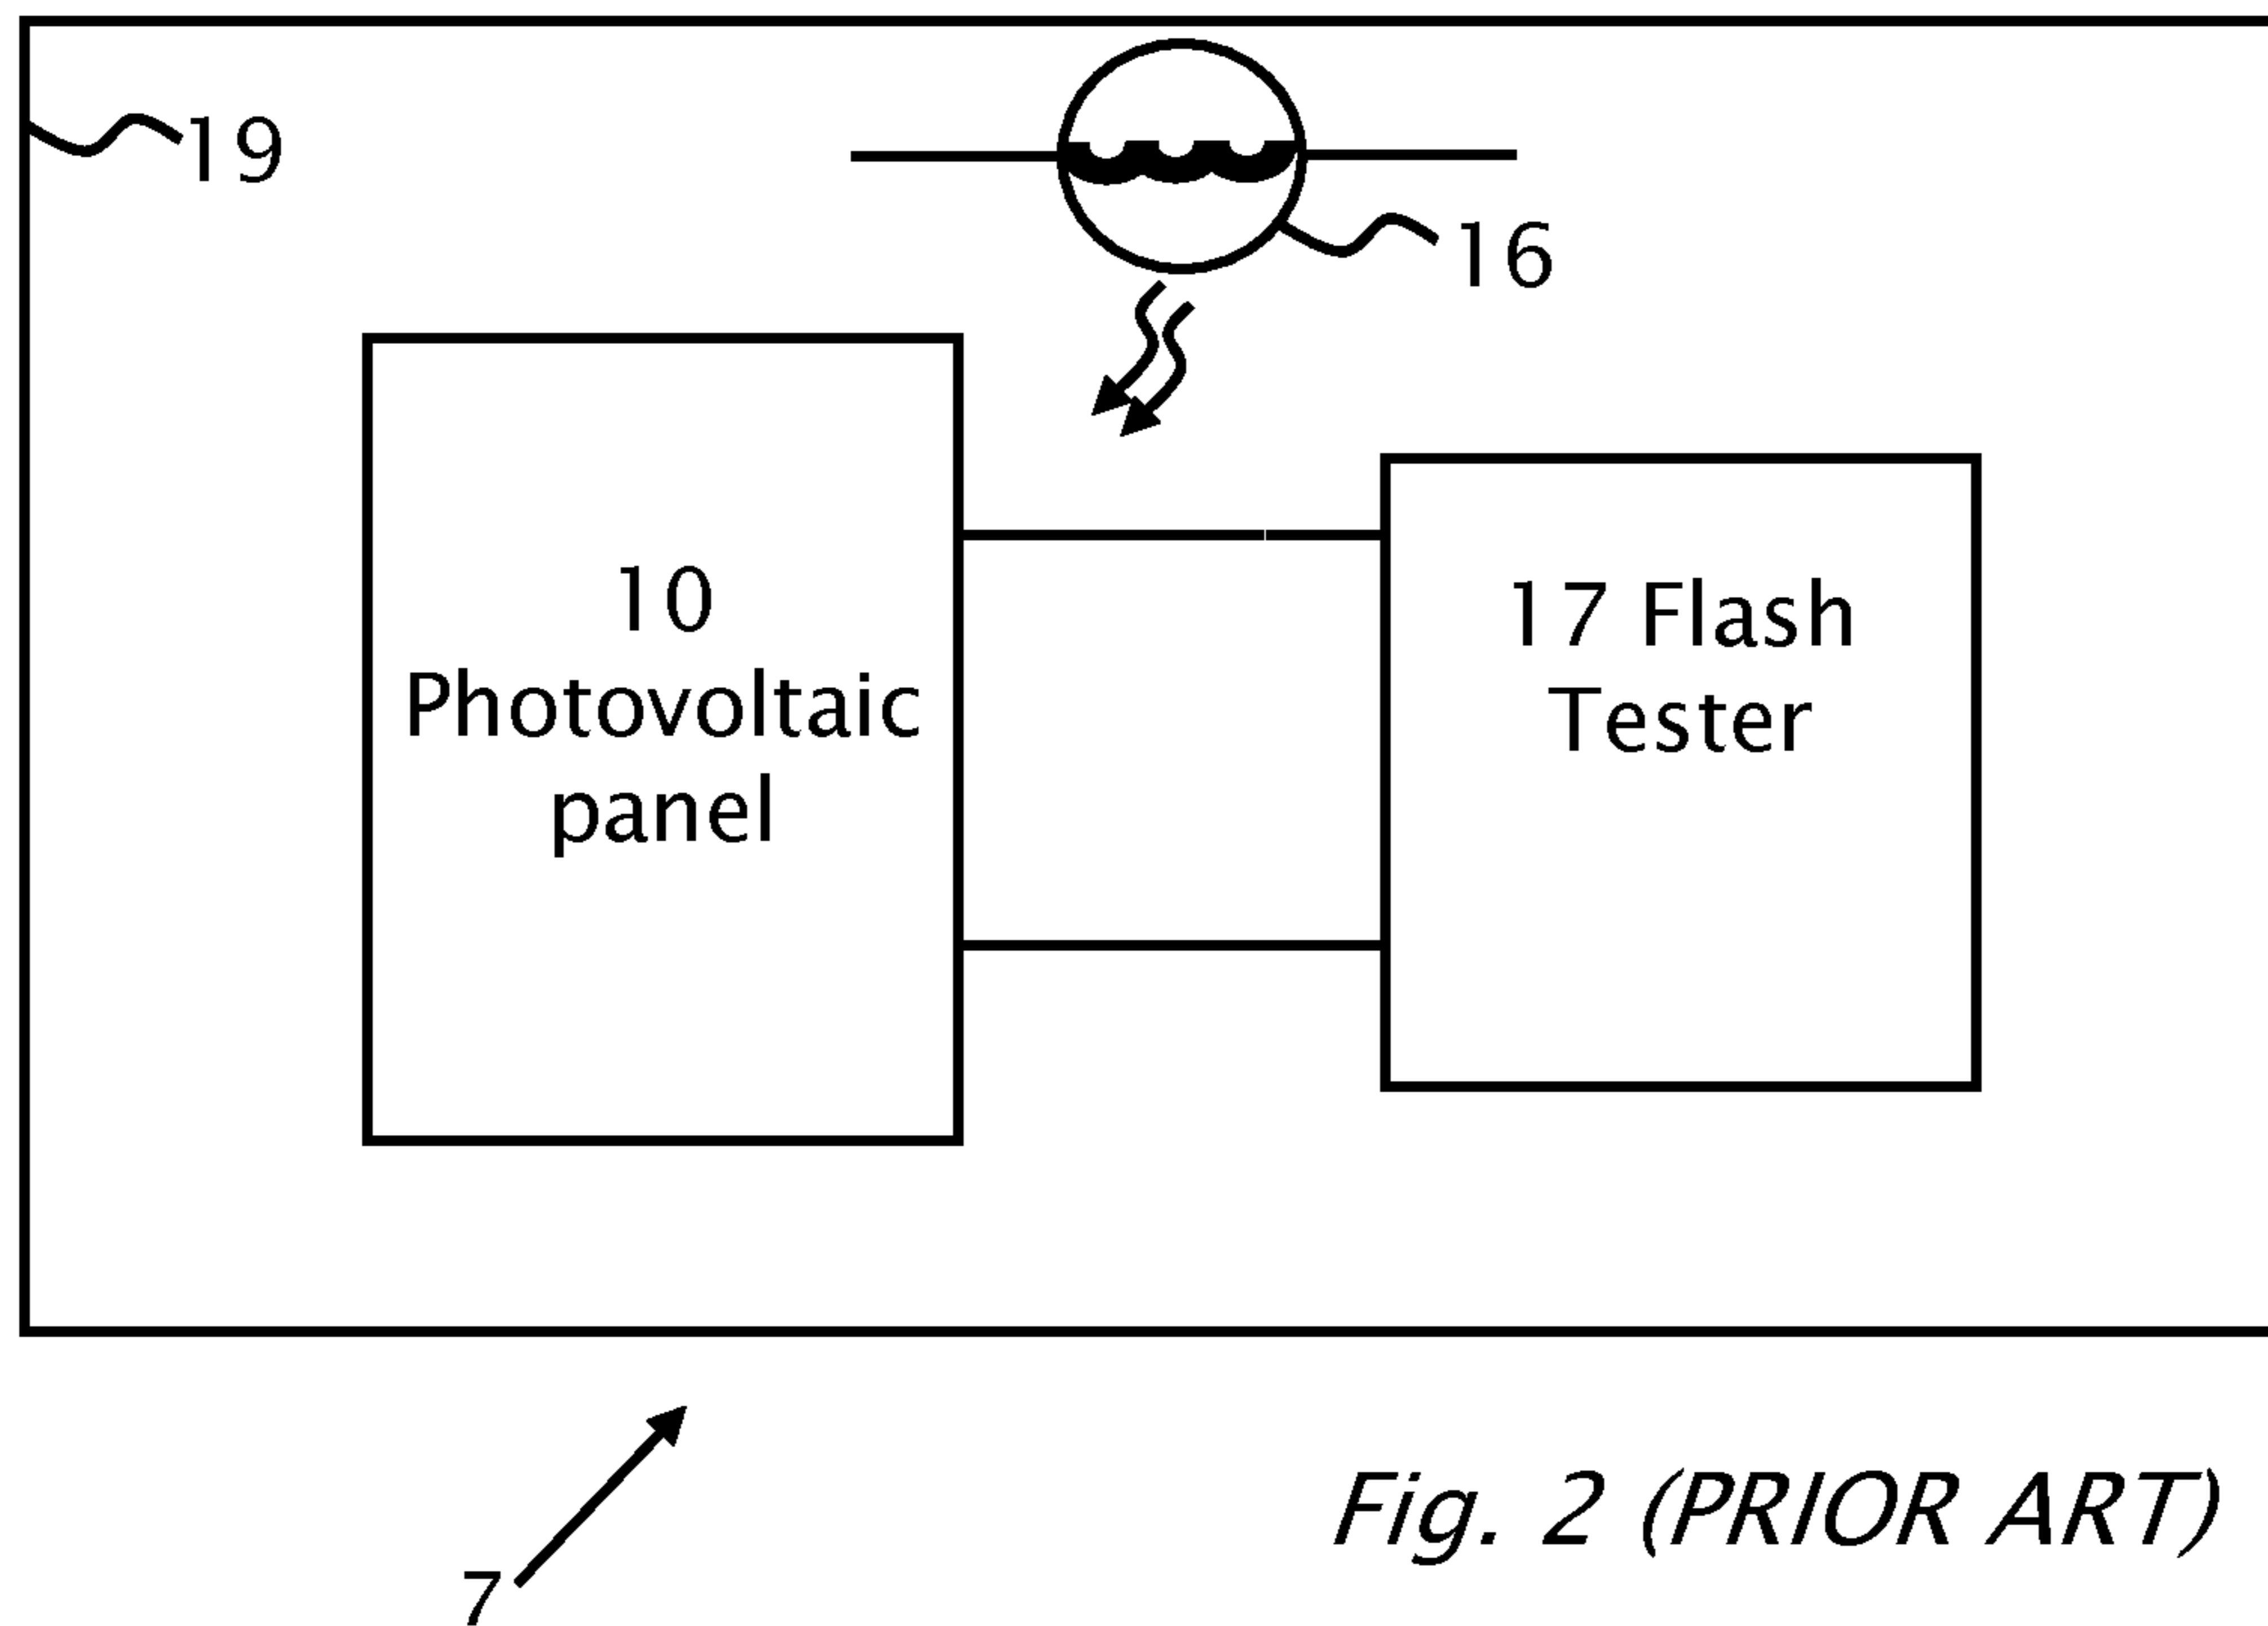 19
16
10
Photovoltaic
panel
17 Flash
Tester
7
Fig. 2 (PRIOR ART)